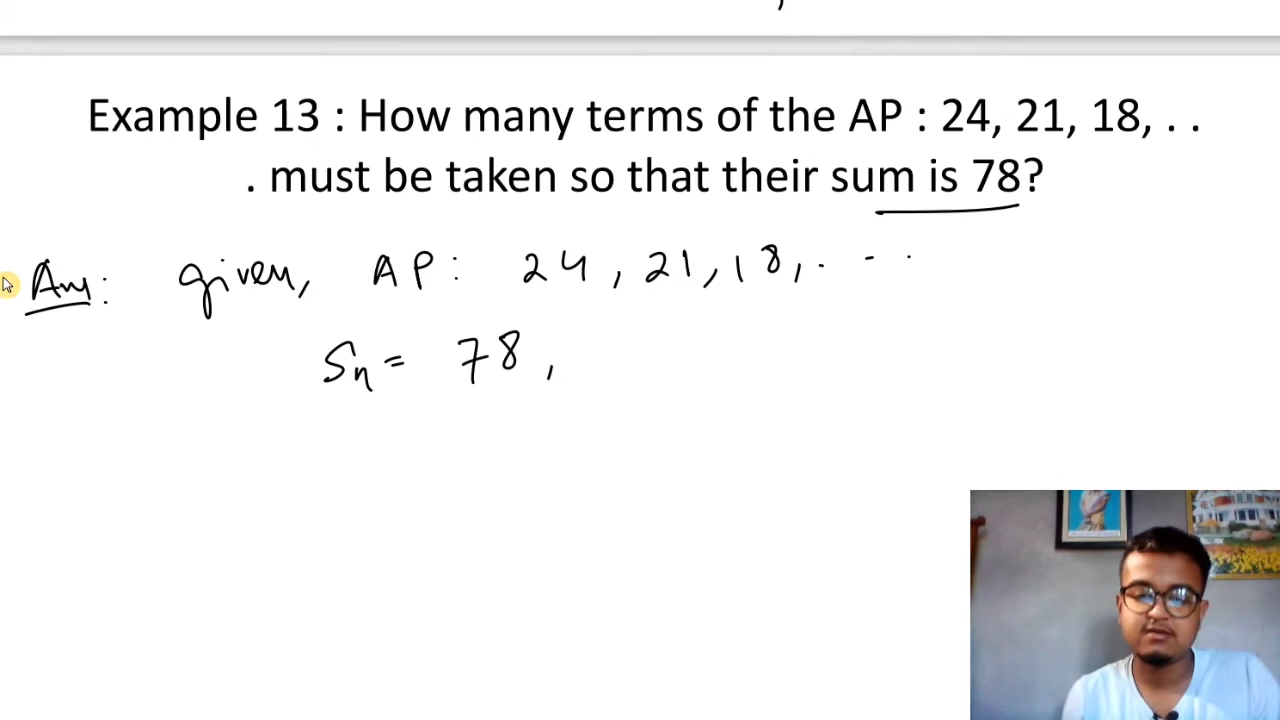 Example 13 : How many terms of the AP : 24, 21, 18, . .
. must be taken so that their sum is 78?
Ans: given, AP: 24, 21, 18, . - - .
Sn = 78,